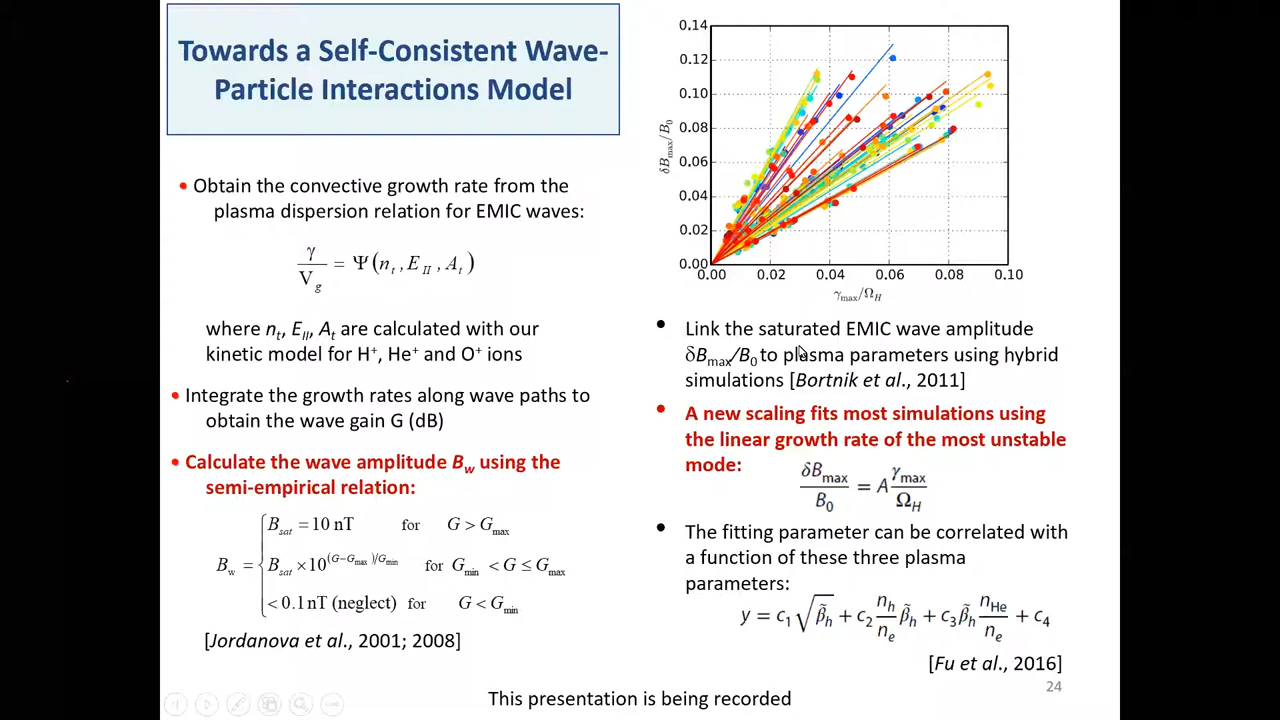 Towards a Self-Consistent Wave-
Particle Interactions Model
• Obtain the convective growth rate from the
plasma dispersion relation for EMIC waves:
γ/V_g = Ψ(n_t, E_II, A_t)
where n_t, E_II, A_t are calculated with our
kinetic model for H⁺, He⁺ and O⁺ ions
• Integrate the growth rates along wave paths to
obtain the wave gain G (dB)
• Calculate the wave amplitude B_w using the
semi-empirical relation:
B_sat = 10 nT for G > G_max
B_w = { B_sat × 10^(G−G_max)/G_min for G_min < G ≤ G_max
< 0.1 nT (neglect) for G < G_min
[Jordanova et al., 2001; 2008]
0.14
0.12
0.10
0.08
0.06
0.04
0.02
0.00
δB_max/B_0
0.00 0.02 0.04 0.06 0.08 0.10
γ_max/Ω_H
• Link the saturated EMIC wave amplitude
δB_max/B_0 to plasma parameters using hybrid
simulations [Bortnik et al., 2011]
• A new scaling fits most simulations using
the linear growth rate of the most unstable
mode:
δB_max/B_0 = A γ_max/Ω_H
• The fitting parameter can be correlated with
a function of these three plasma
parameters:
y = c_1 √β̃_h + c_2 n_h/n_e β̃_h + c_3 β̃_h n_He/n_e + c_4
[Fu et al., 2016]
24
This presentation is being recorded